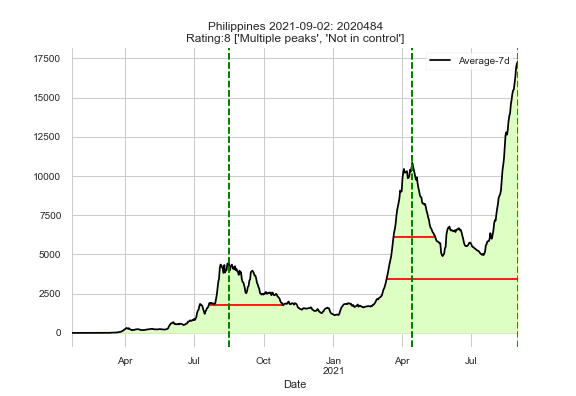 Philippines 2021-09-02: 2020484
Rating:8 ['Multiple peaks', 'Not in control']
Average-7d
17500
15000
12500
10000
7500
5000
2500
0
Apr Jul Oct Jan Apr Jul
2021
Date